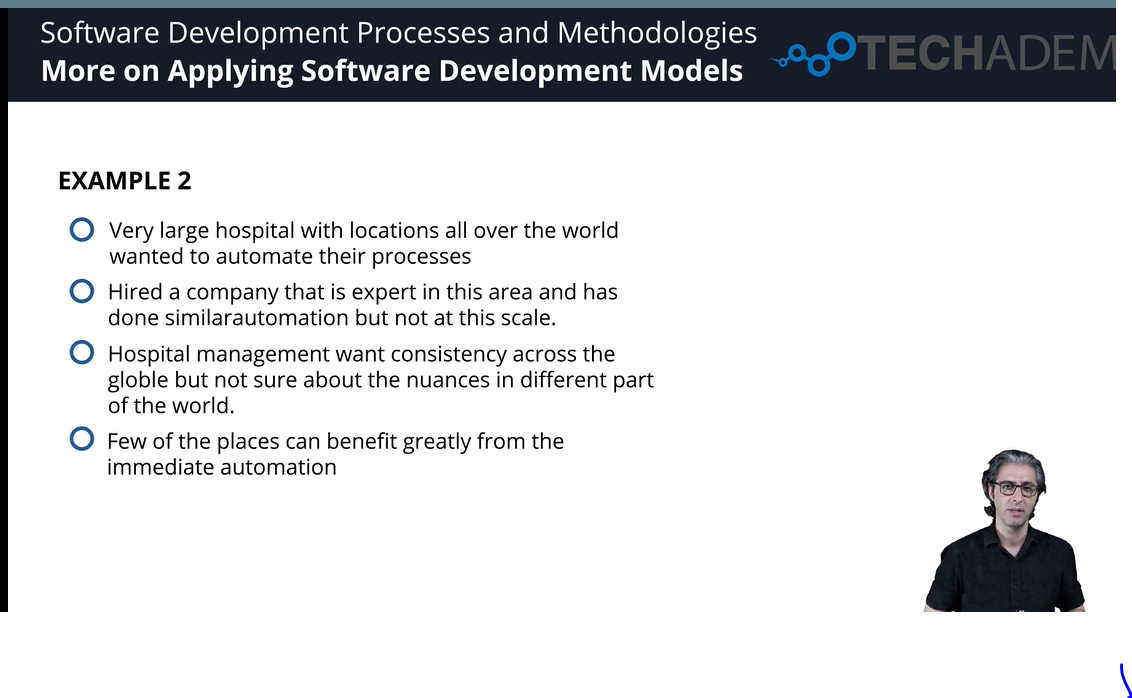 Software Development Processes and Methodologies
More on Applying Software Development Models
TECHADEM
EXAMPLE 2
Very large hospital with locations all over the world
wanted to automate their processes
Hired a company that is expert in this area and has
done similarautomation but not at this scale.
Hospital management want consistency across the
globle but not sure about the nuances in different part
of the world.
Few of the places can benefit greatly from the
immediate automation